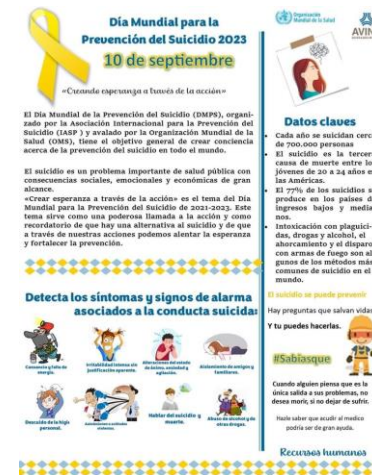 Día Mundial para la
Prevención del Suicidio 2023
10 de septiembre
«Creando esperanza a través de la acción»
El Día Mundial de la Prevención del Suicidio (DMPS), organi-
zado por la Asociación Internacional para la Prevención del
Suicidio (IASP ) y avalado por la Organización Mundial de la
Salud (OMS), tiene el objetivo general de crear conciencia
acerca de la prevención del suicidio en todo el mundo.
El suicidio es un problema importante de salud pública con
consecuencias sociales, emocionales y económicas de gran
alcance.
«Crear esperanza a través de la acción» es el tema del Día
Mundial para la Prevención del Suicidio de 2021-2023. Este
tema sirve como una poderosa llamada a la acción y como
recordatorio de que hay una alternativa al suicidio y de que
a través de nuestras acciones podemos alentar la esperanza
y fortalecer la prevención.
Detecta los síntomas y signos de alarma
asociados a la conducta suicida:
Cansancio y falta de
energía.
Irritabilidad intensa sin
justificación aparente.
Alteraciones del estado
de ánimo, ansiedad y
agitación.
Aislamiento de amigos y
familiares.
Descuido de la higiene
personal.
Hablar del suicidio y
muerte.
Abuso de alcohol y de
otras drogas.
Organización
Mundial de la Salud
AVIN
Datos claves
Cada año se suicidan cerc
de 700.000 personas
El suicidio es la tercer
causa de muerte entre lo
jóvenes de 20 a 24 años e
las Américas.
El 77% de los suicidios s
produce en los países d
ingresos bajos y media
nos.
Intoxicación con plaguici-
das, drogas y alcohol, el
ahorcamiento y el disparo
con armas de fuego son al
gunos de los métodos más
comunes de suicidio en el
mundo.
El suicidio se puede prevenir
Hay preguntas que salvan vidas
Y tu puedes hacerlas.
#Sabiasque
Cuando alguien piensa que es la
única salida a sus problemas, no
desea morir, si no dejar de sufrir.
Hazle saber que acudir al medico
podría ser de gran ayuda.
Recursos humanos